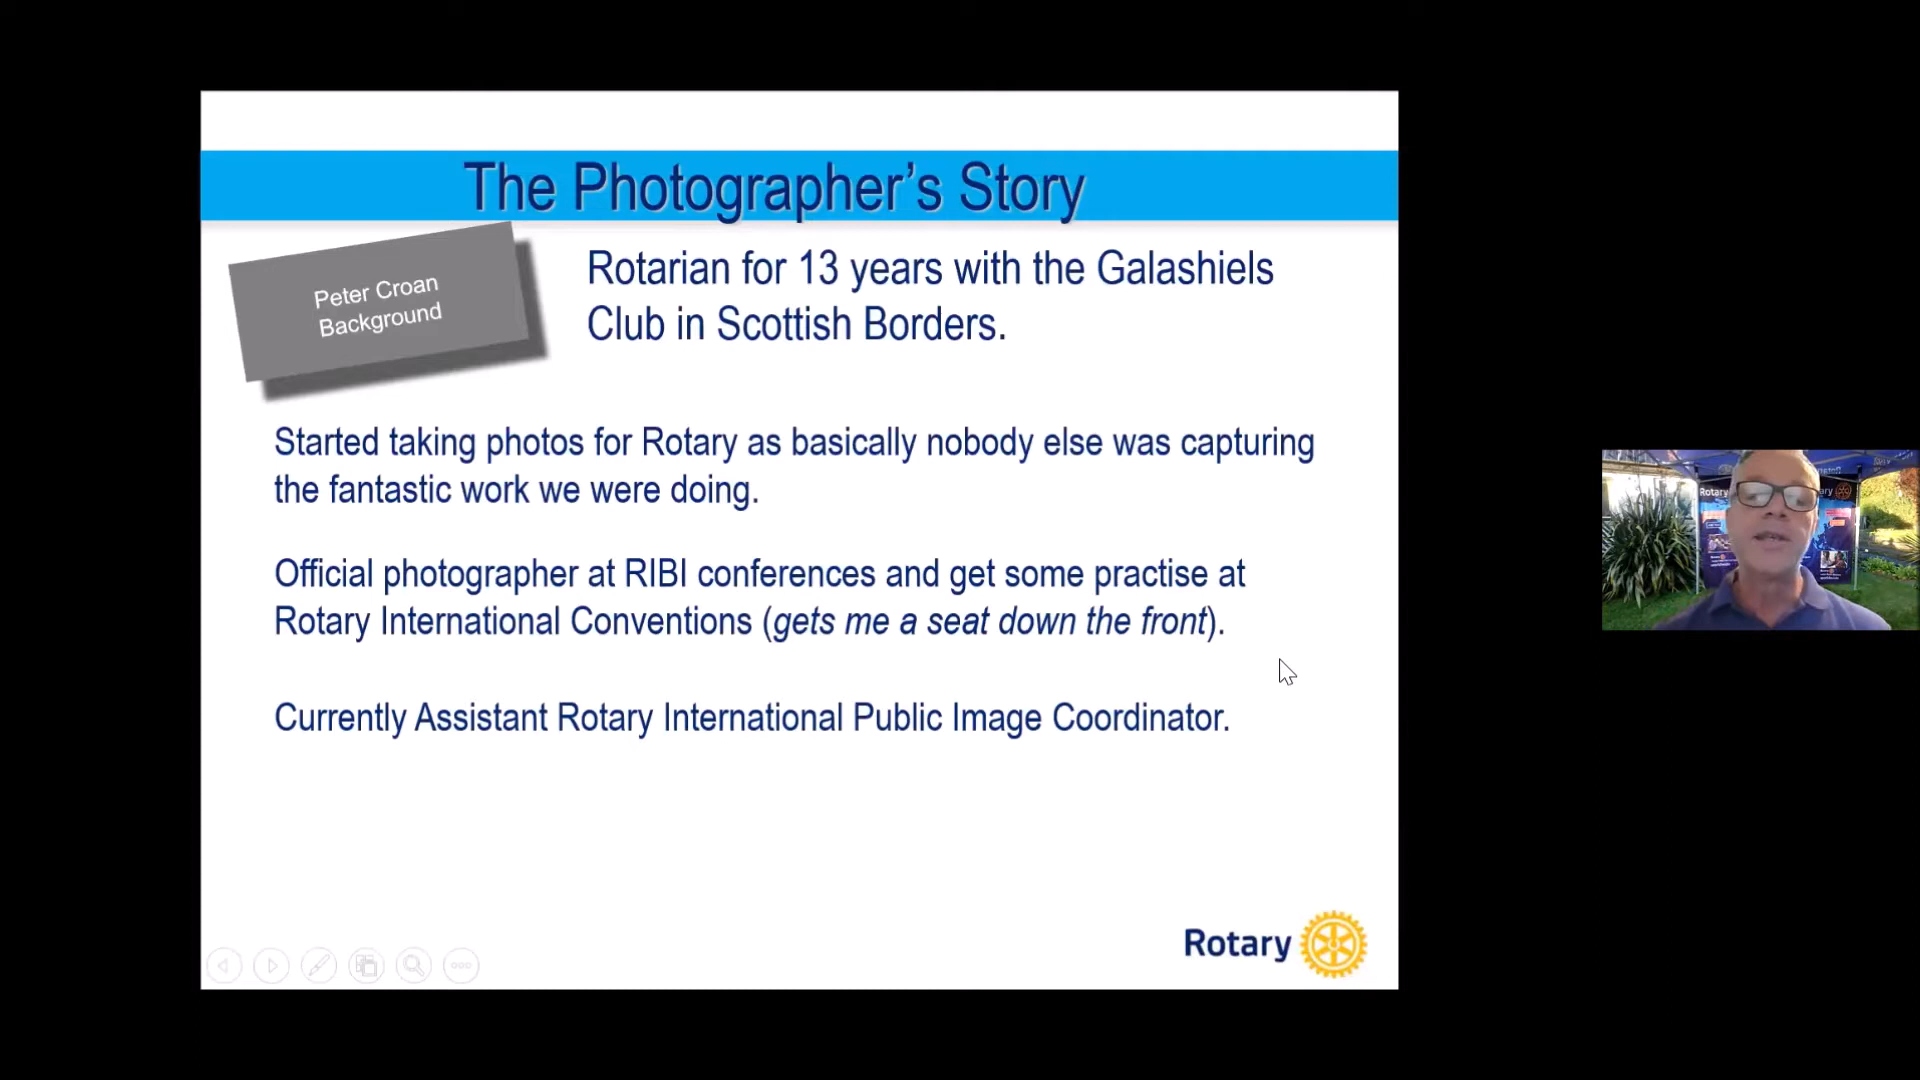 The Photographer's Story
Peter Croan
Background
Rotarian for 13 years with the Galashiels
Club in Scottish Borders.
Started taking photos for Rotary as basically nobody else was capturing
the fantastic work we were doing.
Official photographer at RIBI conferences and get some practise at
Rotary International Conventions (gets me a seat down the front).
Currently Assistant Rotary International Public Image Coordinator.
Rotary
Rotary